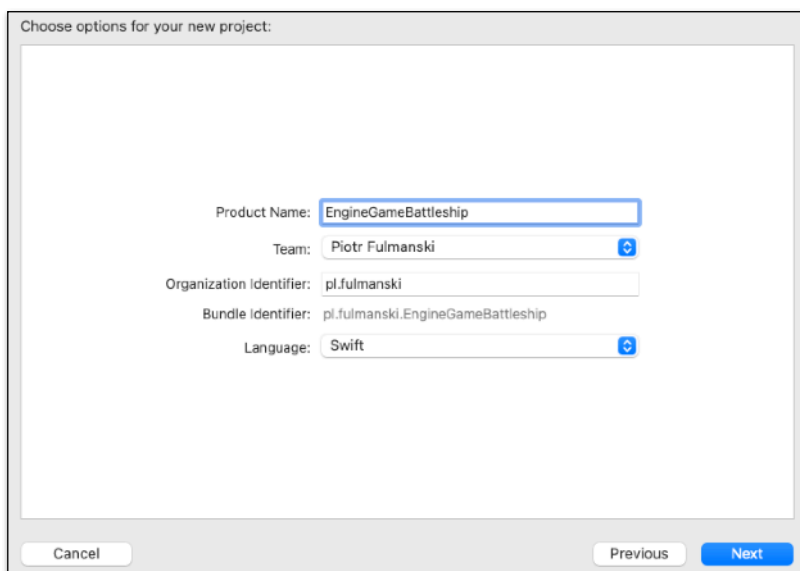 Choose options for your new project:
Product Name: EngineGameBattleship
Team: Piotr Fulmanski
Organization Identifier: pl.fulmanski
Bundle Identifier: pl.fulmanski.EngineGameBattleship
Language: Swift
Cancel Previous Next